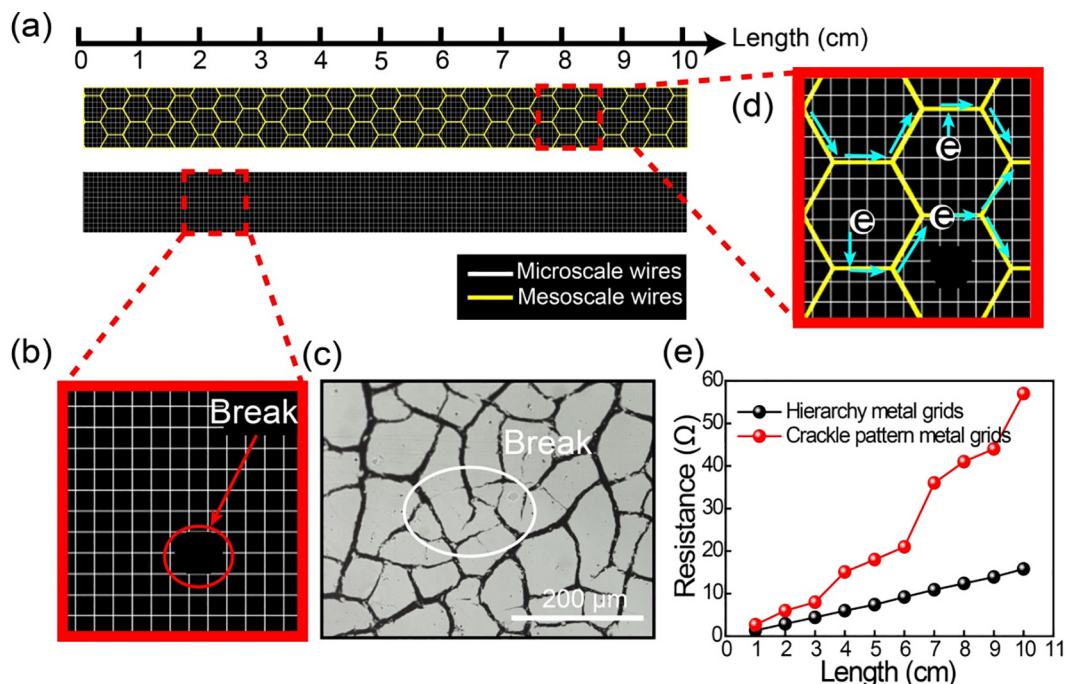 (a)
0 1 2 3 4 5 6 7 8 9 10
Length (cm)
Microscale wires
Mesoscale wires
(d)
e
e
e
(b)
Break
(c)
Break
200 μm
(e)
Resistance (Ω)
60
50
40
30
20
10
0
Hierarchy metal grids
Crackle pattern metal grids
0 1 2 3 4 5 6 7 8 9 10 11
Length (cm)